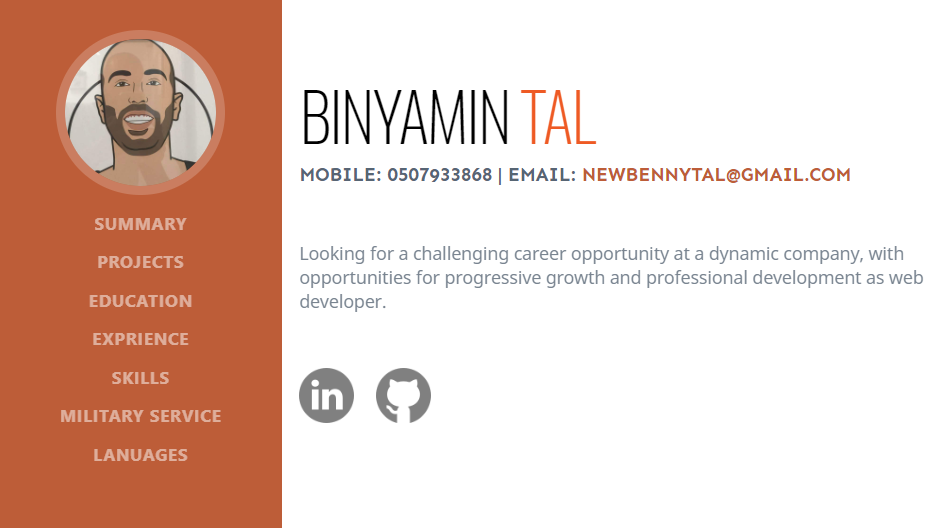 SUMMARY
PROJECTS
EDUCATION
EXPRIENCE
SKILLS
MILITARY SERVICE
LANUAGES
BINYAMIN TAL
MOBILE: 0507933868 | EMAIL: NEWBENNYTAL@GMAIL.COM
Looking for a challenging career opportunity at a dynamic company, with
opportunities for progressive growth and professional development as web
developer.
in